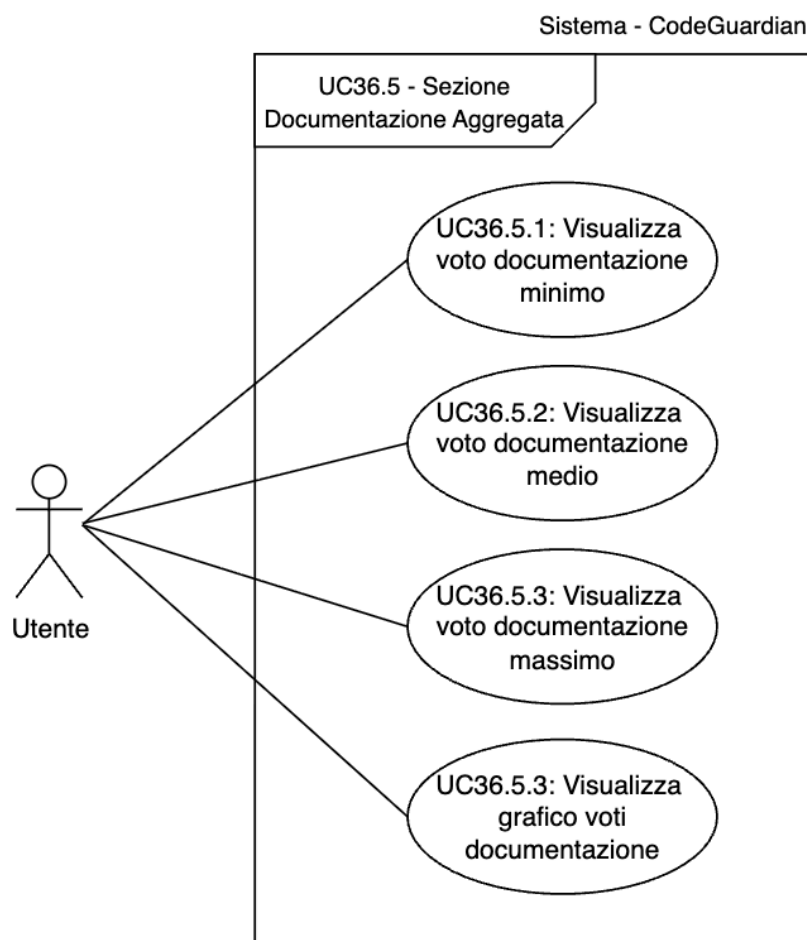 Sistema - CodeGuardian
UC36.5 - Sezione
Documentazione Aggregata
UC36.5.1: Visualizza
voto documentazione
minimo
UC36.5.2: Visualizza
voto documentazione
medio
Utente
UC36.5.3: Visualizza
voto documentazione
massimo
UC36.5.3: Visualizza
grafico voti
documentazione